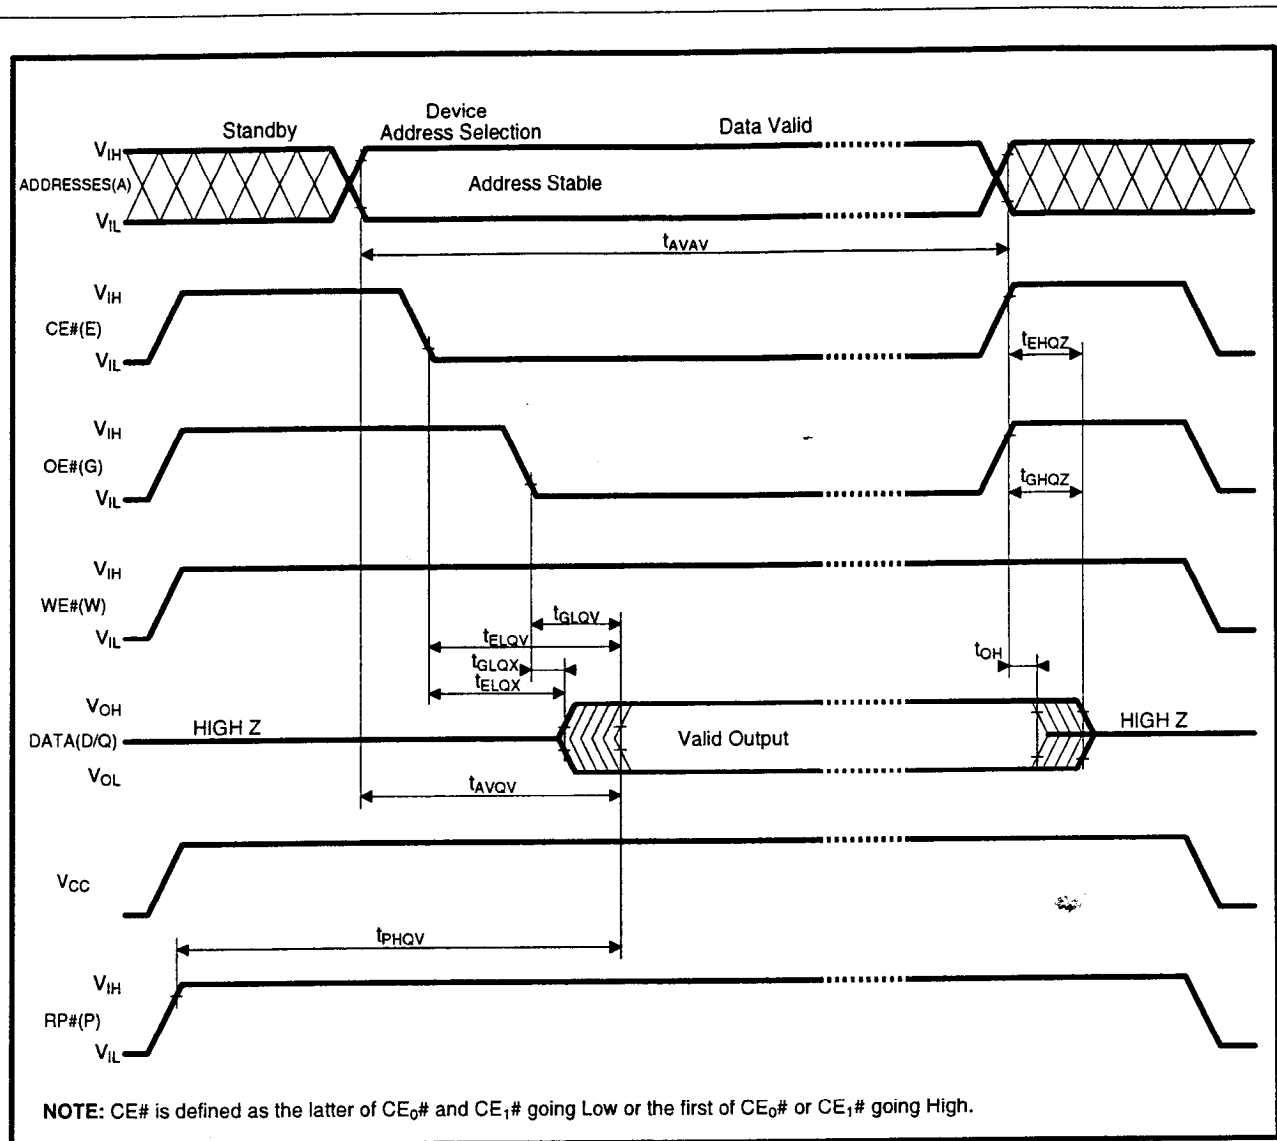 Device
Standby Address Selection Data Valid
VIH
ADDRESSES(A) Address Stable
VIL
tAVAV
VIH
CE#(E)
VIL
tEHQZ
VIH
OE#(G)
VIL
tGHQZ
VIH
WE#(W)
VIL
tGLQV
tELQV
tGLQX
tOH
tELQX
VOH
HIGH Z HIGH Z
DATA(D/Q) Valid Output
VOL
tAVQV
VCC
tPHQV
VIH
RP#(P)
VIL
NOTE: CE# is defined as the latter of CE0# and CE1# going Low or the first of CE0# or CE1# going High.